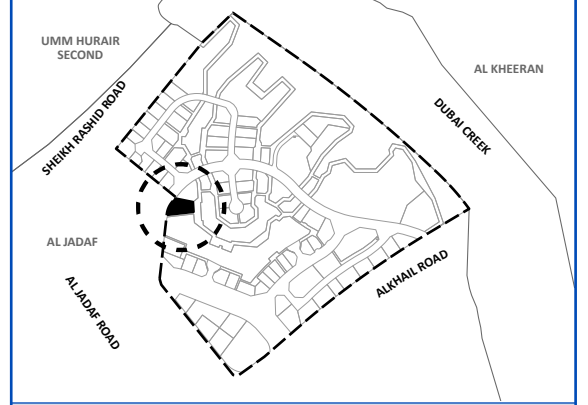 UMM HURAIR
SECOND
AL KHEERAN
SHEIKH RASHID ROAD
DUBAI CREEK
AL JADAF
ALKHAIL ROAD
AL JADAF ROAD